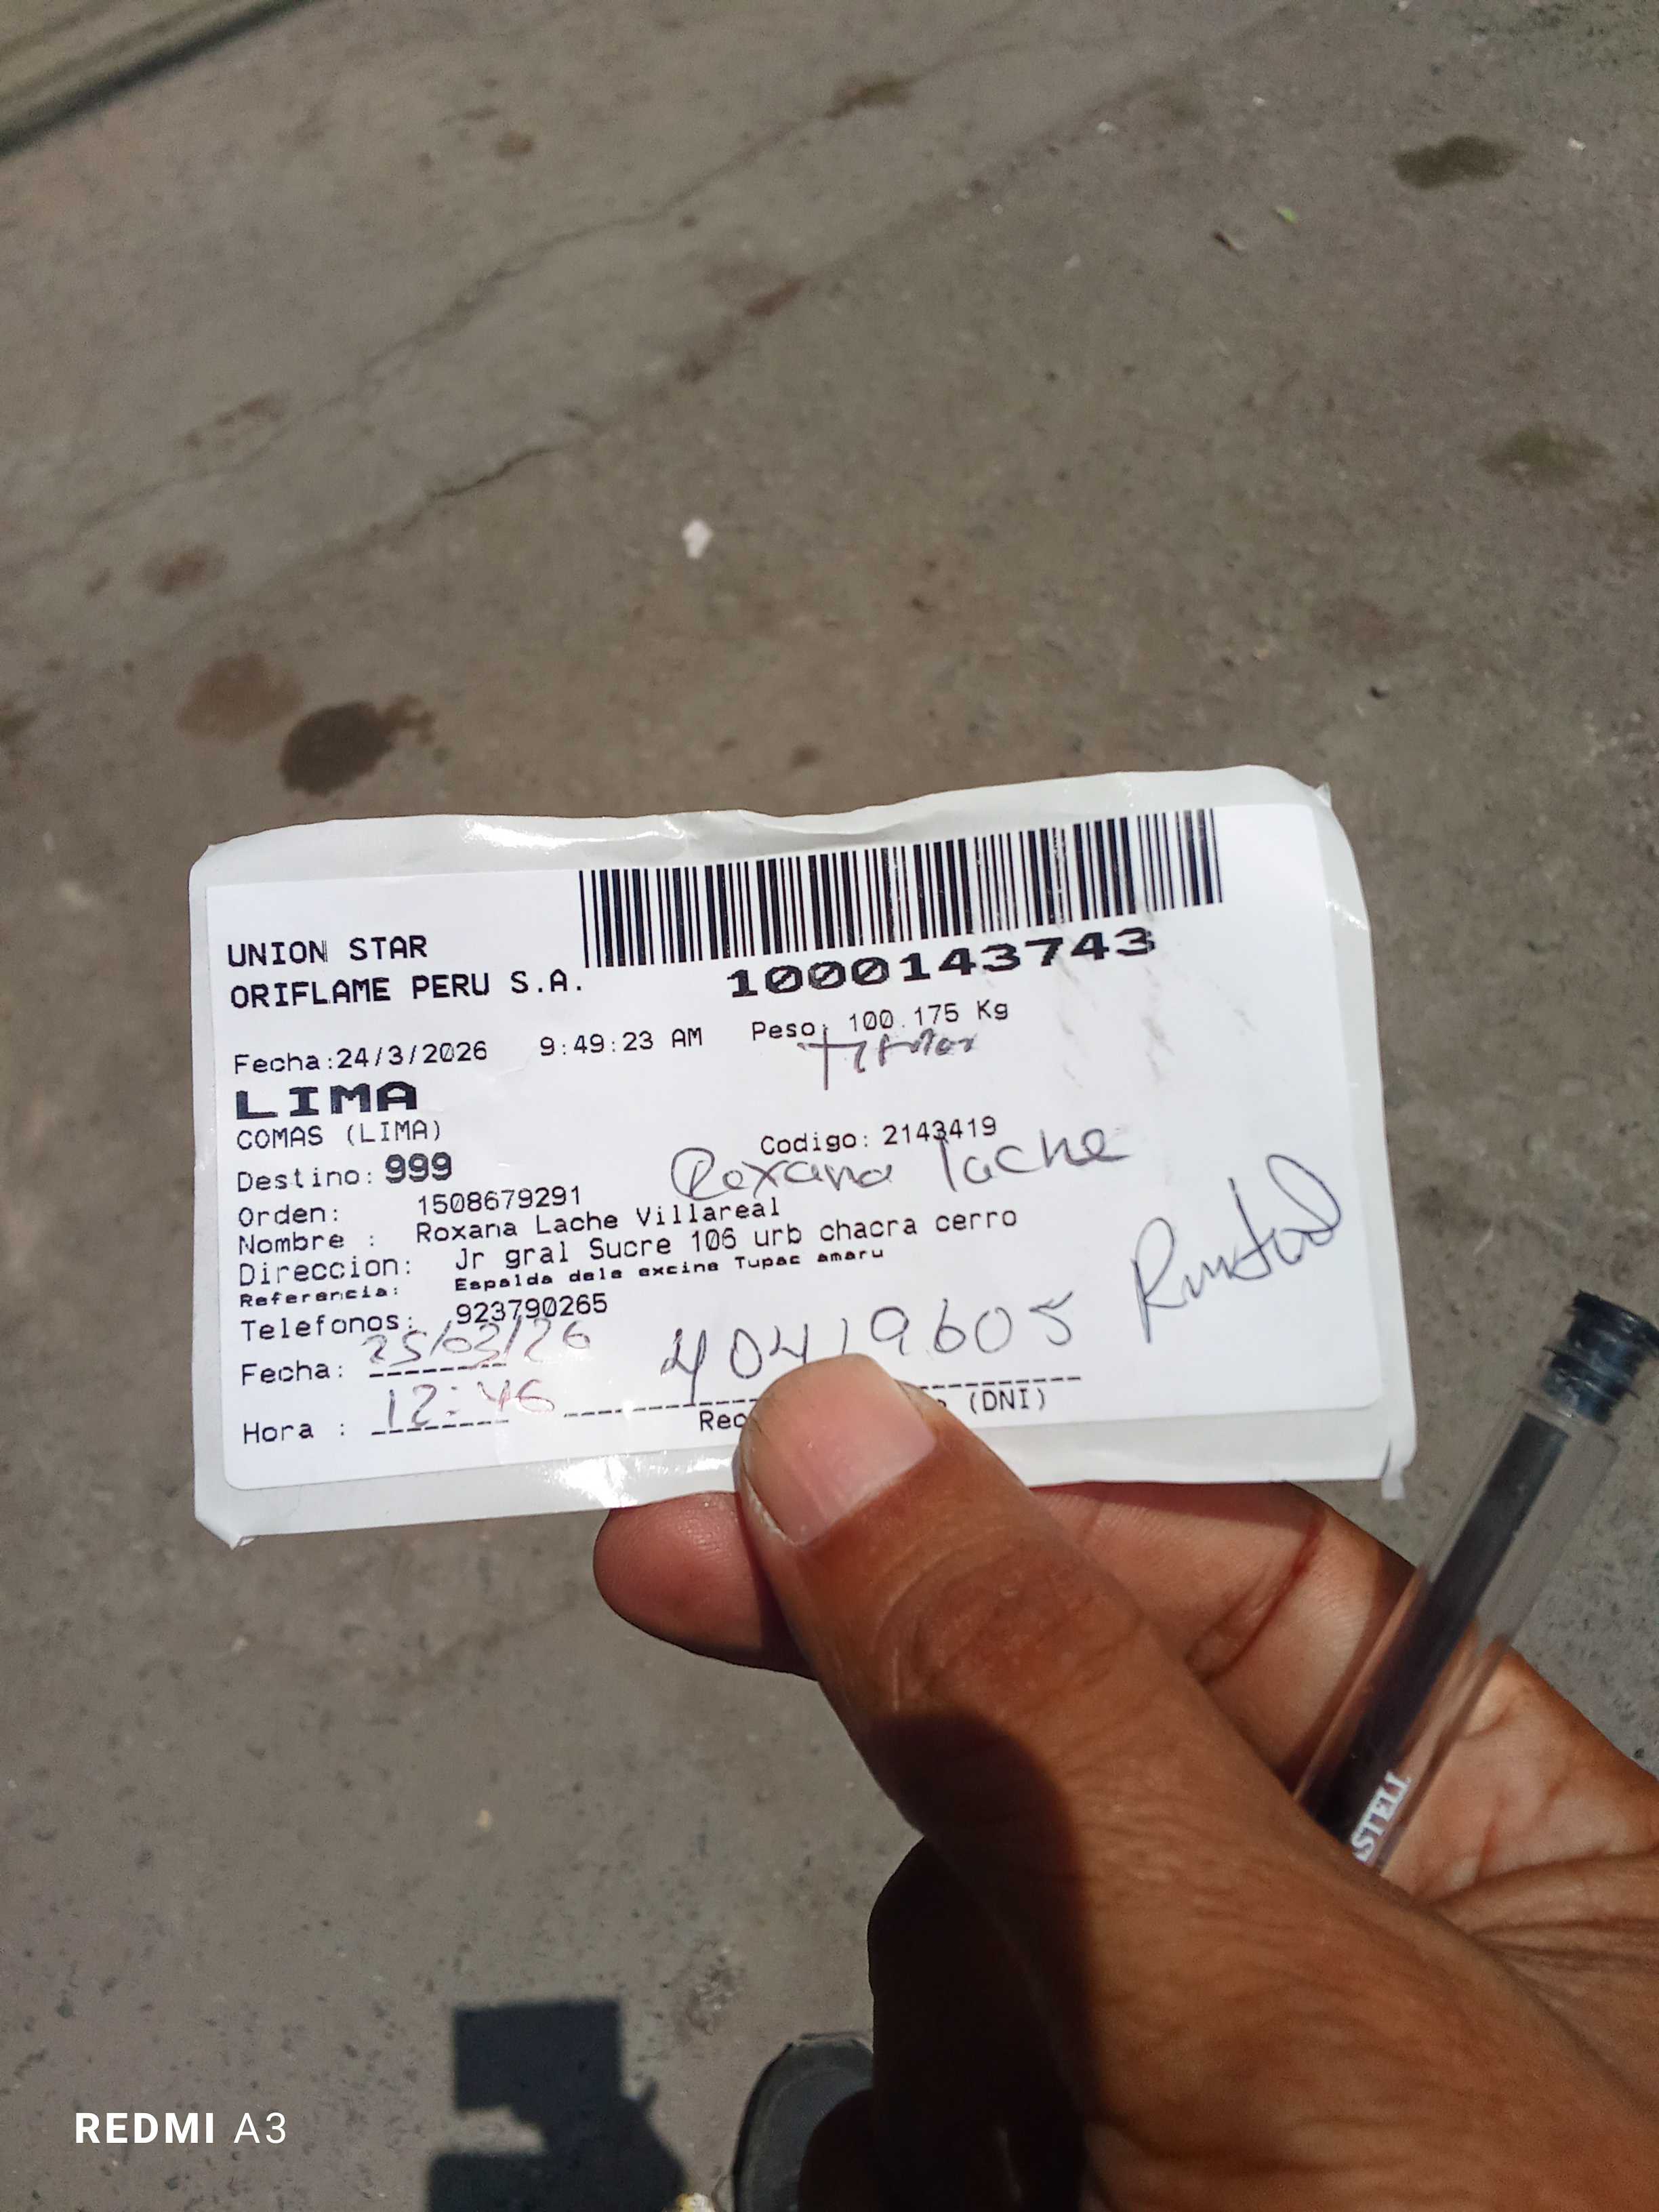 UNION STAR
ORIFLAME PERU S.A.
1000143743
Fecha:24/3/2026 9:49:23 AM Peso: 100.175 Kg
Titular
LIMA
COMAS (LIMA)
Codigo: 2143419
Destino: 999
Roxana lache
Orden: 1508679291
Nombre : Roxana Lache Villareal
Direccion: Jr gral Sucre 106 urb chacra cerro
Referencia: Espalda dele excine Tupac amaru
Telefonos: 923790265
Fecha: 25/03/26
40419605
Hora : 12:46
(DNI)
ASTELL
REDMI A3